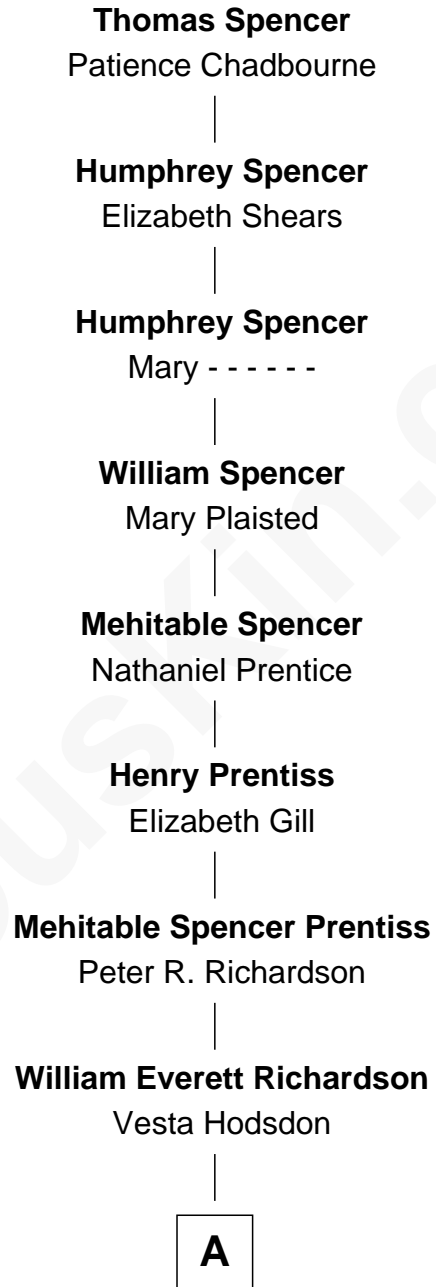 Thomas Spencer
Patience Chadbourne
Humphrey Spencer
Elizabeth Shears
Humphrey Spencer
Mary - - - - - -
William Spencer
Mary Plaisted
Mehitable Spencer
Nathaniel Prentice
Henry Prentiss
Elizabeth Gill
Mehitable Spencer Prentiss
Peter R. Richardson
William Everett Richardson
Vesta Hodsdon
A